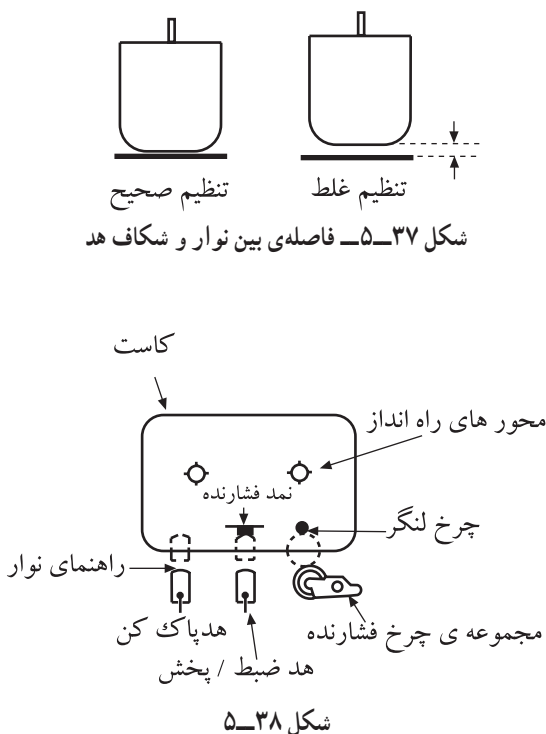 تنظیم غلط
تنظیم صحیح
شکل ۳۷ــ۵ــ فاصله‌ی بین نوار و شکاف هد
کاست
محور های راه انداز
نمد فشارنده
چرخ لنگر
راهنمای نوار
مجموعه ی چرخ فشارنده
هدپاک کن
هد ضبط / پخش
شکل ۳۸ــ۵